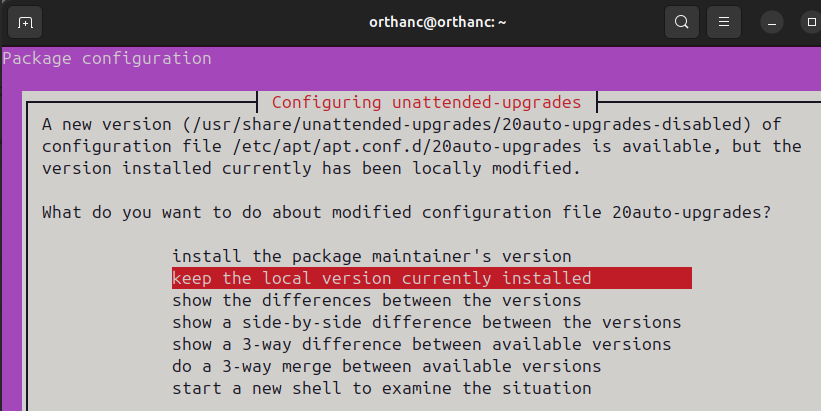 orthanc@orthanc: ~
Package configuration
Configuring unattended-upgrades
A new version (/usr/share/unattended-upgrades/20auto-upgrades-disabled) of
configuration file /etc/apt/apt.conf.d/20auto-upgrades is available, but the
version installed currently has been locally modified.
What do you want to do about modified configuration file 20auto-upgrades?
install the package maintainer's version
keep the local version currently installed
show the differences between the versions
show a side-by-side difference between the versions
show a 3-way difference between available versions
do a 3-way merge between available versions
start a new shell to examine the situation